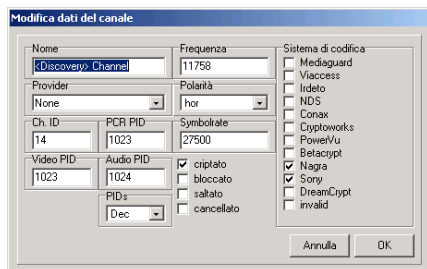 Modifica dati del canale
Nome
<Discovery> Channel
Frequenza
11758
Provider
None
Polarità
hor
Ch. ID
14
PCR PID
1023
Symbolrate
27500
Video PID
1023
Audio PID
1024
PIDs
Dec
criptato
bloccato
saltato
cancellato
Sistema di codifica
Mediaguard
Viaccess
Irdeto
NDS
Conax
Cryptoworks
PowerVu
Betacrypt
Nagra
Sony
DreamCrypt
invalid
Annulla
OK